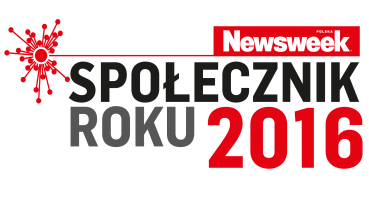 POLSKA
Newsweek
SPOŁECZNIK
ROKU 2016